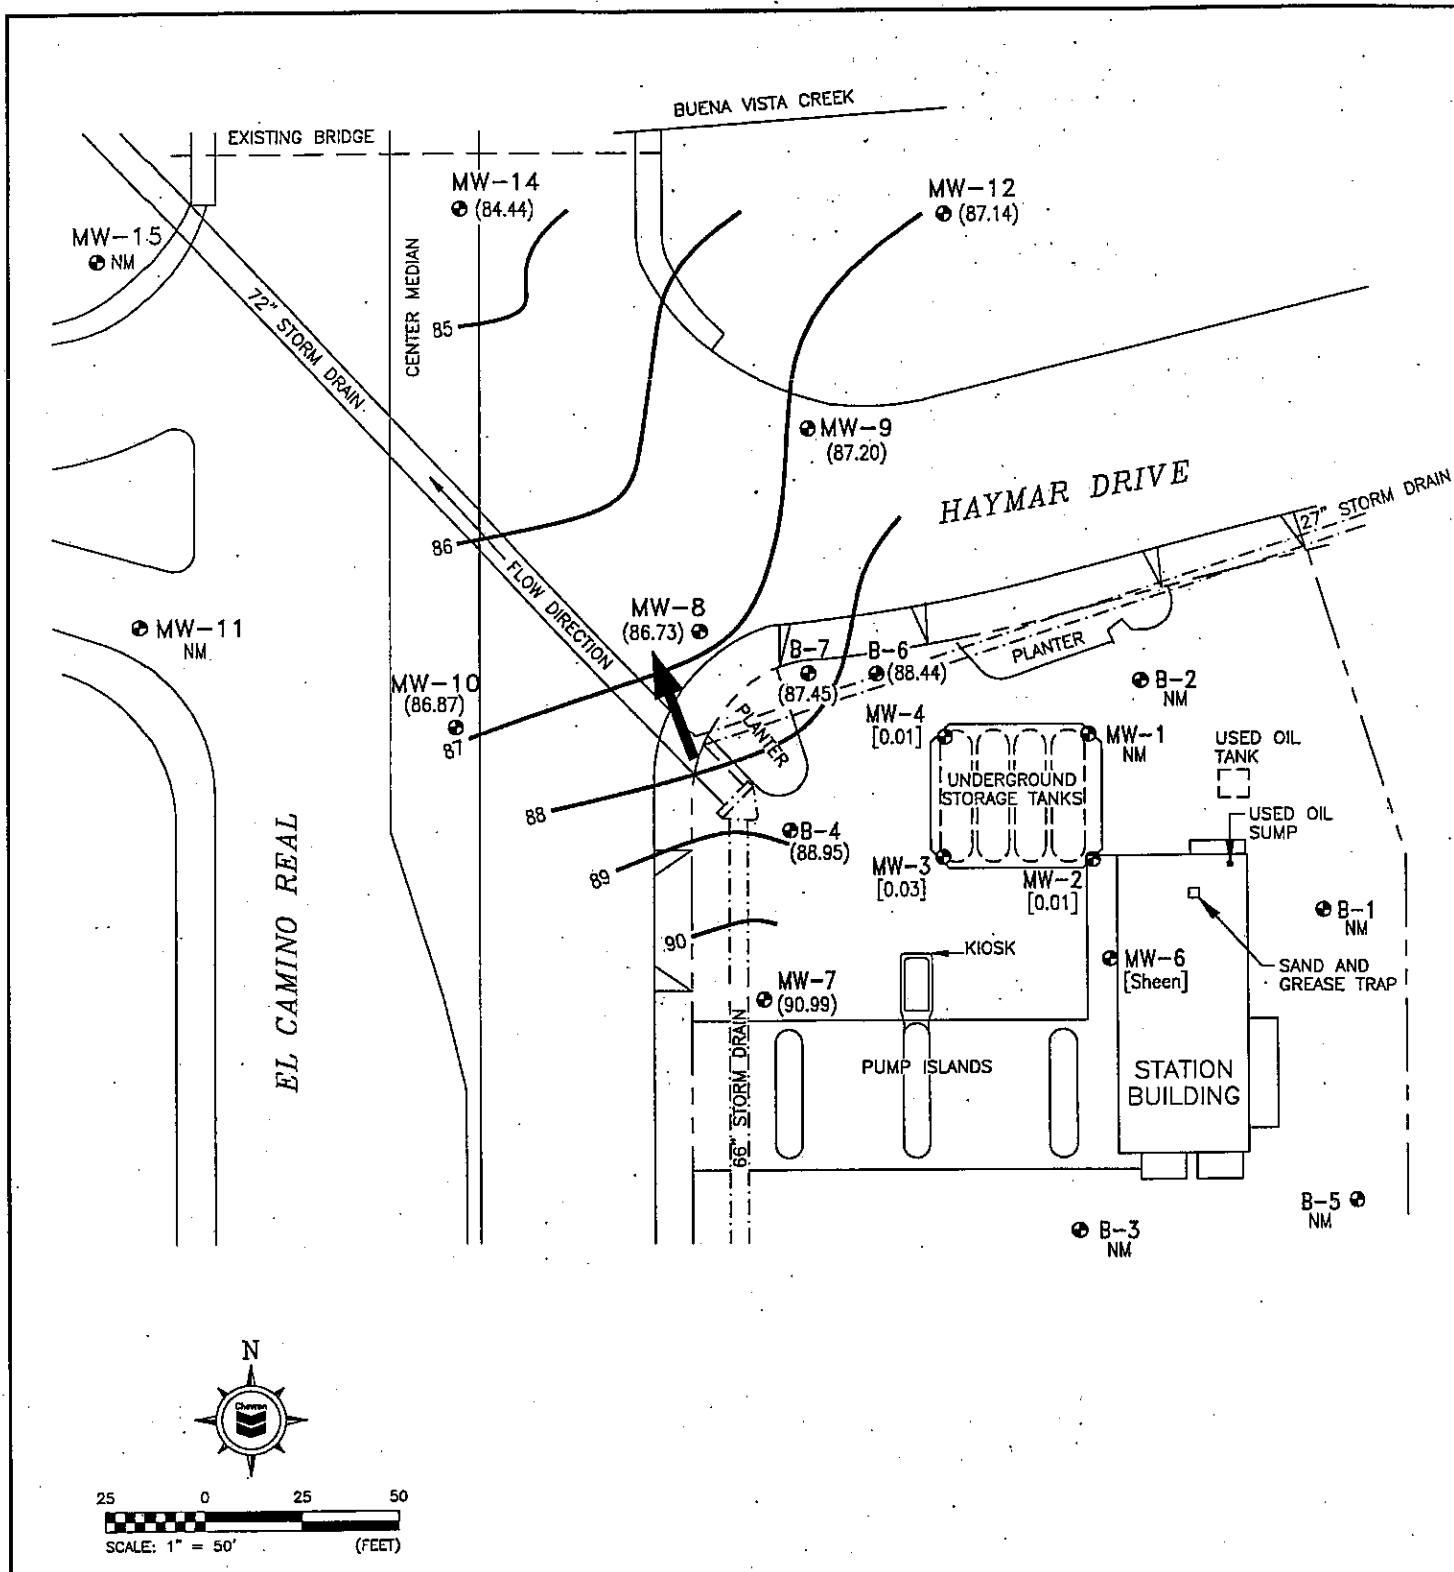 BUENA VISTA CREEK
EXISTING BRIDGE
MW-14
(84.44)
MW-12
(87.14)
MW-15
NM
CENTER MEDIAN
72" STORM DRAIN
85
MW-9
(87.20)
HAYMAR DRIVE
27" STORM DRAIN
86
FLOW DIRECTION
MW-8
(86.73)
MW-11
NM
B-7
(87.45)
B-6
(88.44)
PLANTER
B-2
NM
MW-10
(86.87)
87
PLANTER
MW-4
[0.01]
MW-1
NM
USED OIL
TANK
UNDERGROUND
STORAGE TANKS
88
USED OIL
SUMP
B-4
(88.95)
89
MW-3
[0.03]
MW-2
[0.01]
EL CAMINO REAL
B-1
NM
90
KIOSK
MW-6
[Sheen]
SAND AND
GREASE TRAP
MW-7
(90.99)
66" STORM DRAIN
PUMP ISLANDS
STATION
BUILDING
B-5
NM
B-3
NM
N
Chevron
25 0 25 50
SCALE: 1" = 50' (FEET)